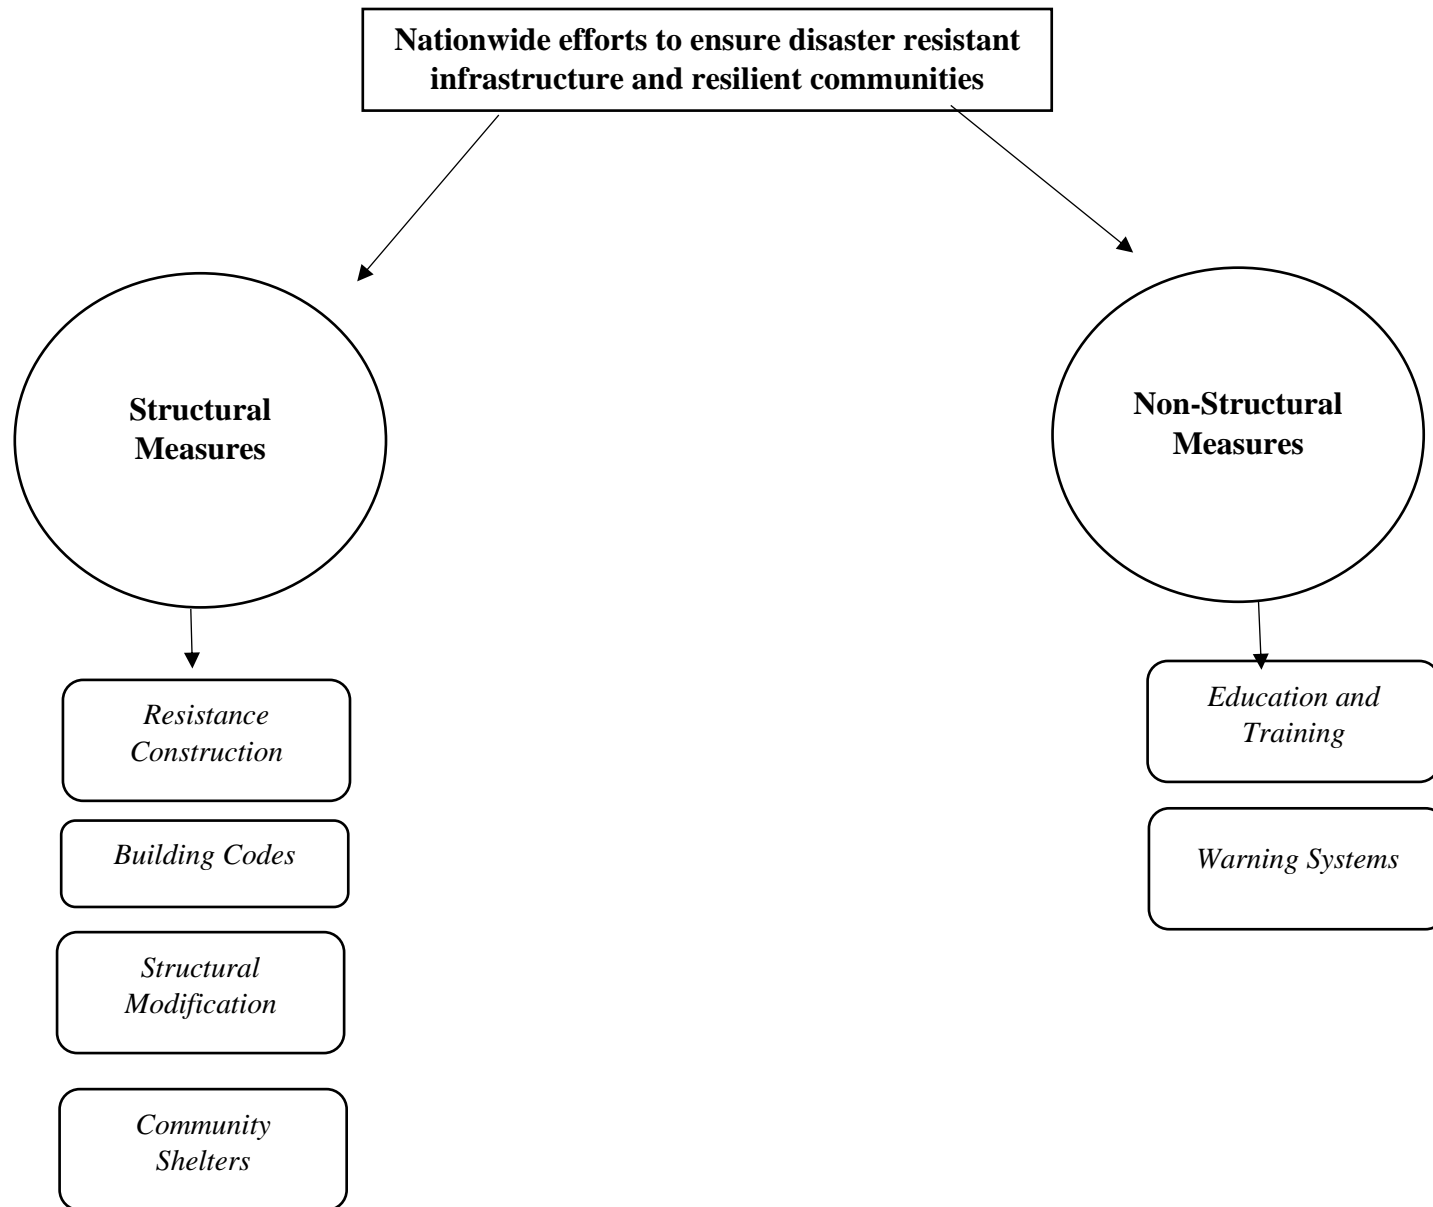 Nationwide efforts to ensure disaster resistant
infrastructure and resilient communities
Structural
Measures
Non-Structural
Measures
Resistance
Construction
Building Codes
Structural
Modification
Community
Shelters
Education and
Training
Warning Systems